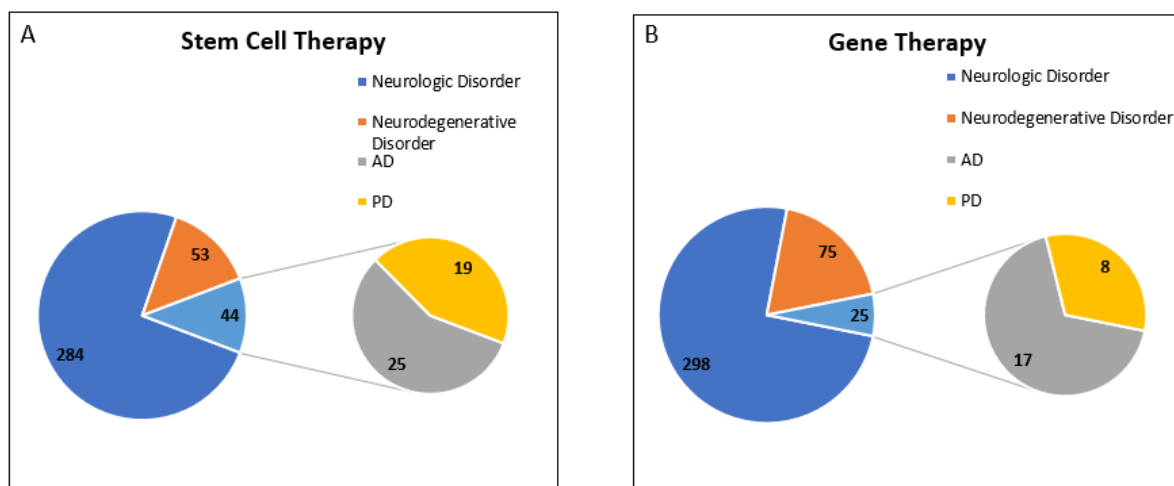 A
Stem Cell Therapy
Neurologic Disorder
Neurodegenerative
Disorder
AD
PD
53
44
284
19
25
B
Gene Therapy
Neurologic Disorder
Neurodegenerative Disorder
AD
PD
75
25
298
8
17